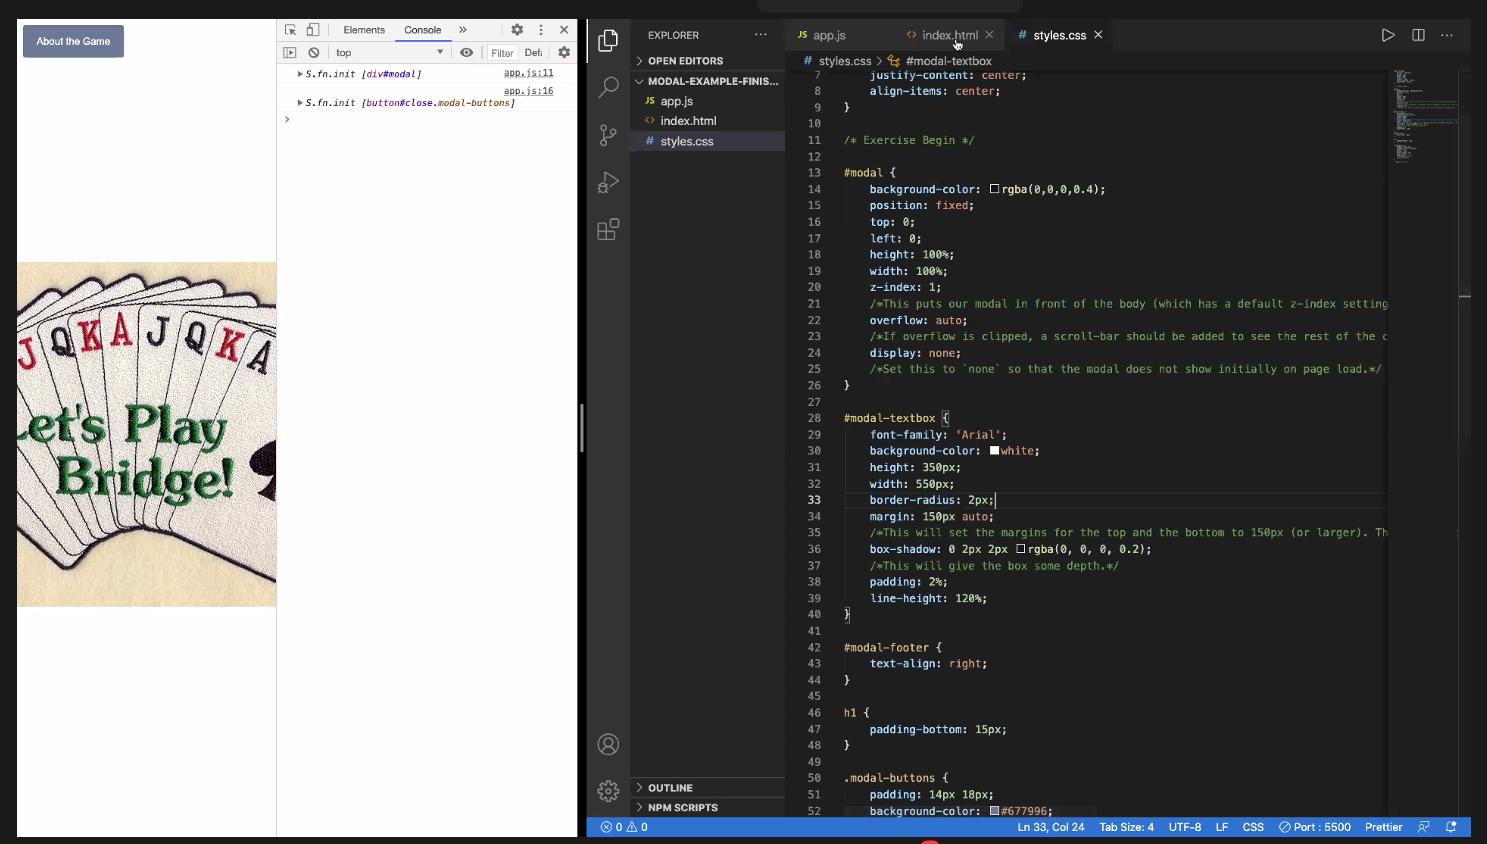 About the Game
Elements Console »
top Filter Defa
S.fn.init [div#modal] app.js:11
app.js:16
S.fn.init [button#close.modal-buttons]
J Q K A J Q K A
Let's Play
Bridge!
EXPLORER
OPEN EDITORS
MODAL-EXAMPLE-FINIS...
JS app.js
<> index.html
# styles.css
OUTLINE
NPM SCRIPTS
JS app.js <> index.html # styles.css
# styles.css > #modal-textbox
7 justify-content: center;
8 align-items: center;
9 }
10
11 /* Exercise Begin */
12
13 #modal {
14 background-color: rgba(0,0,0,0.4);
15 position: fixed;
16 top: 0;
17 left: 0;
18 height: 100%;
19 width: 100%;
20 z-index: 1;
21 /*This puts our modal in front of the body (which has a default z-index setting
22 overflow: auto;
23 /*If overflow is clipped, a scroll-bar should be added to see the rest of the c
24 display: none;
25 /*Set this to `none` so that the modal does not show initially on page load.*/
26 }
27
28 #modal-textbox {
29 font-family: 'Arial';
30 background-color: white;
31 height: 350px;
32 width: 550px;
33 border-radius: 2px;
34 margin: 150px auto;
35 /*This will set the margins for the top and the bottom to 150px (or larger). Th
36 box-shadow: 0 2px 2px rgba(0, 0, 0, 0.2);
37 /*This will give the box some depth.*/
38 padding: 2%;
39 line-height: 120%;
40 }
41
42 #modal-footer {
43 text-align: right;
44 }
45
46 h1 {
47 padding-bottom: 15px;
48 }
49
50 .modal-buttons {
51 padding: 14px 18px;
52 background-color: #677996;
0 0 Ln 33, Col 24 Tab Size: 4 UTF-8 LF CSS Port : 5500 Prettier